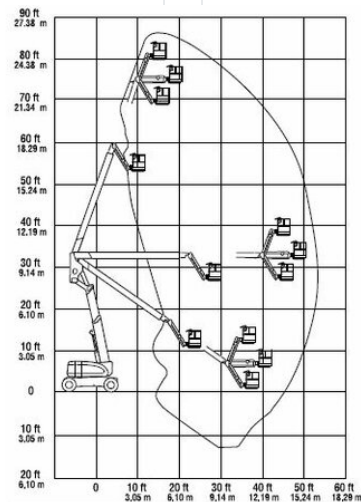 90 ft
27.38 m
80 ft
24.38 m
70 ft
21.34 m
60 ft
18.29 m
50 ft
15.24 m
40 ft
12.19 m
30 ft
9.14 m
20 ft
6.10 m
10 ft
3.05 m
0
10 ft
3,05 m
20 ft
6,10 m
0 10 ft 20 ft 30 ft 40 ft 50 ft 60 ft
3,05 m 6,10 m 9,14 m 12,19 m 15,24 m 18,29 m